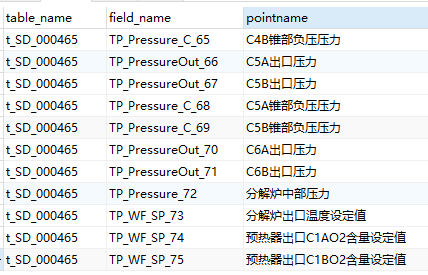 table_name field_name pointname
t_SD_000465 TP_Pressure_C_65 C4B锥部负压压力
t_SD_000465 TP_PressureOut_66 C5A出口压力
t_SD_000465 TP_PressureOut_67 C5B出口压力
t_SD_000465 TP_Pressure_C_68 C5A锥部负压压力
t_SD_000465 TP_Pressure_C_69 C5B锥部负压压力
t_SD_000465 TP_PressureOut_70 C6A出口压力
t_SD_000465 TP_PressureOut_71 C6B出口压力
t_SD_000465 TP_Pressure_72 分解炉中部压力
t_SD_000465 TP_WF_SP_73 分解炉出口温度设定值
t_SD_000465 TP_WF_SP_74 预热器出口C1AO2含量设定值
t_SD_000465 TP_WF_SP_75 预热器出口C1BO2含量设定值